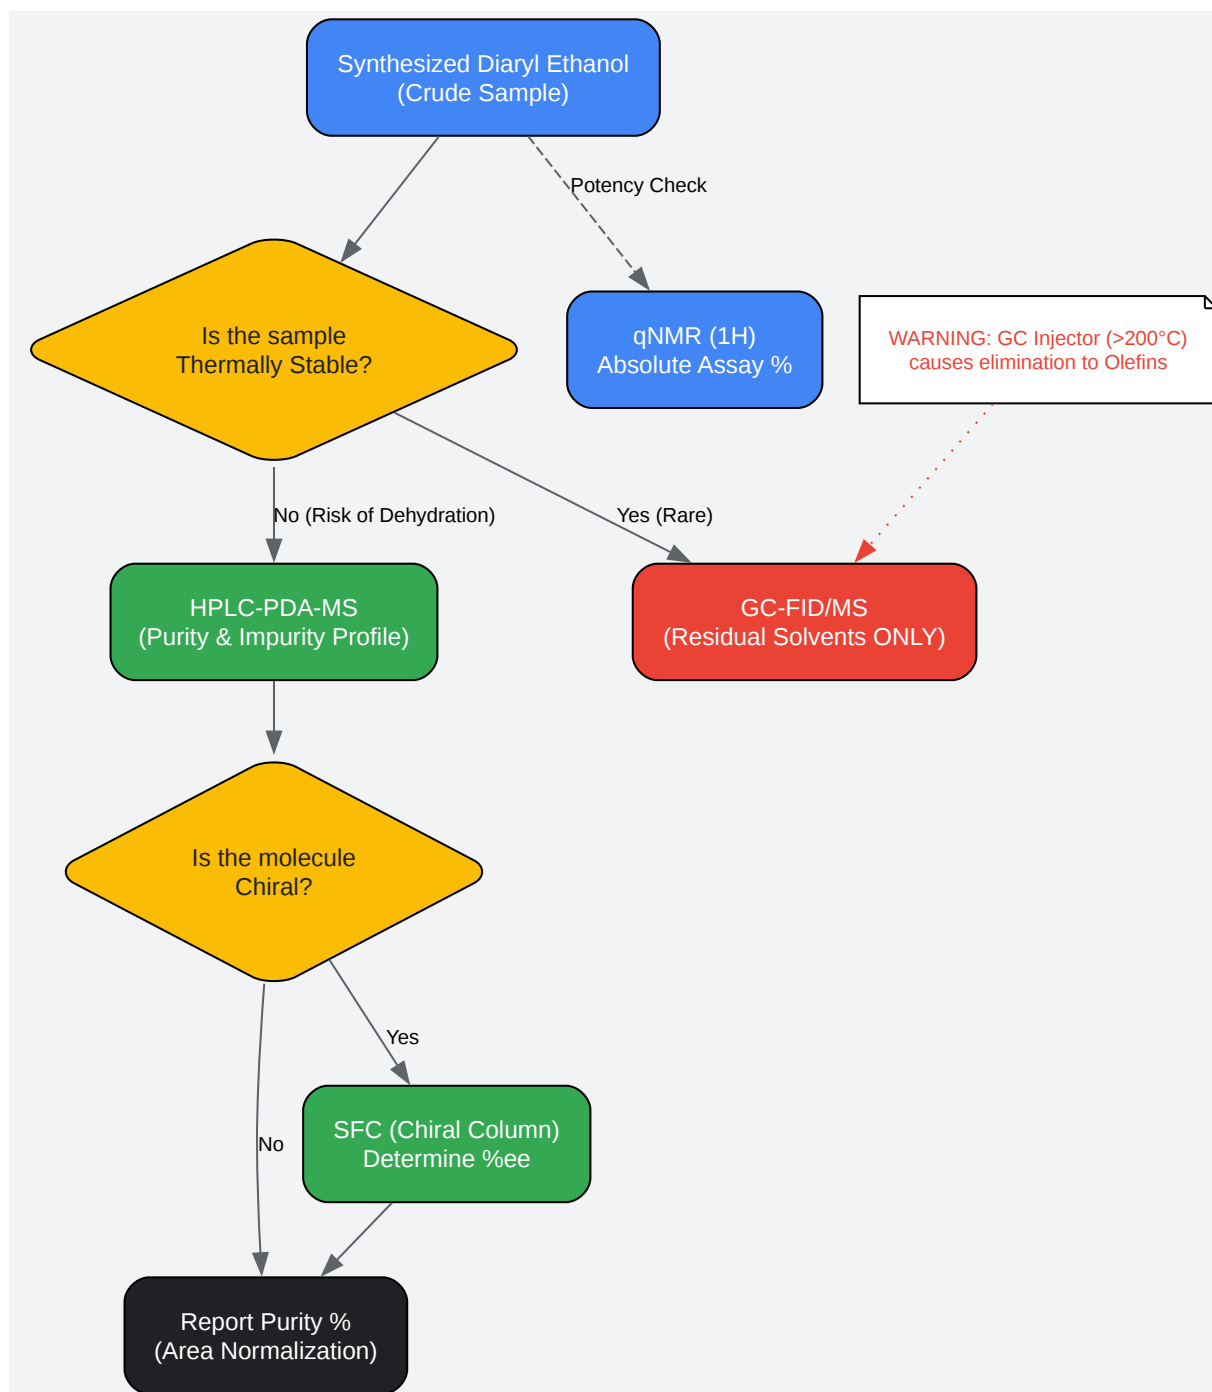 Synthesized Diaryl Ethanol
(Crude Sample)
Potency Check
Is the sample
Thermally Stable?
qNMR (1H)
Absolute Assay %
WARNING: GC Injector (>200°C)
causes elimination to Olefins
No (Risk of Dehydration)
Yes (Rare)
HPLC-PDA-MS
(Purity & Impurity Profile)
GC-FID/MS
(Residual Solvents ONLY)
Is the molecule
Chiral?
Yes
SFC (Chiral Column)
Determine %ee
No
Report Purity %
(Area Normalization)